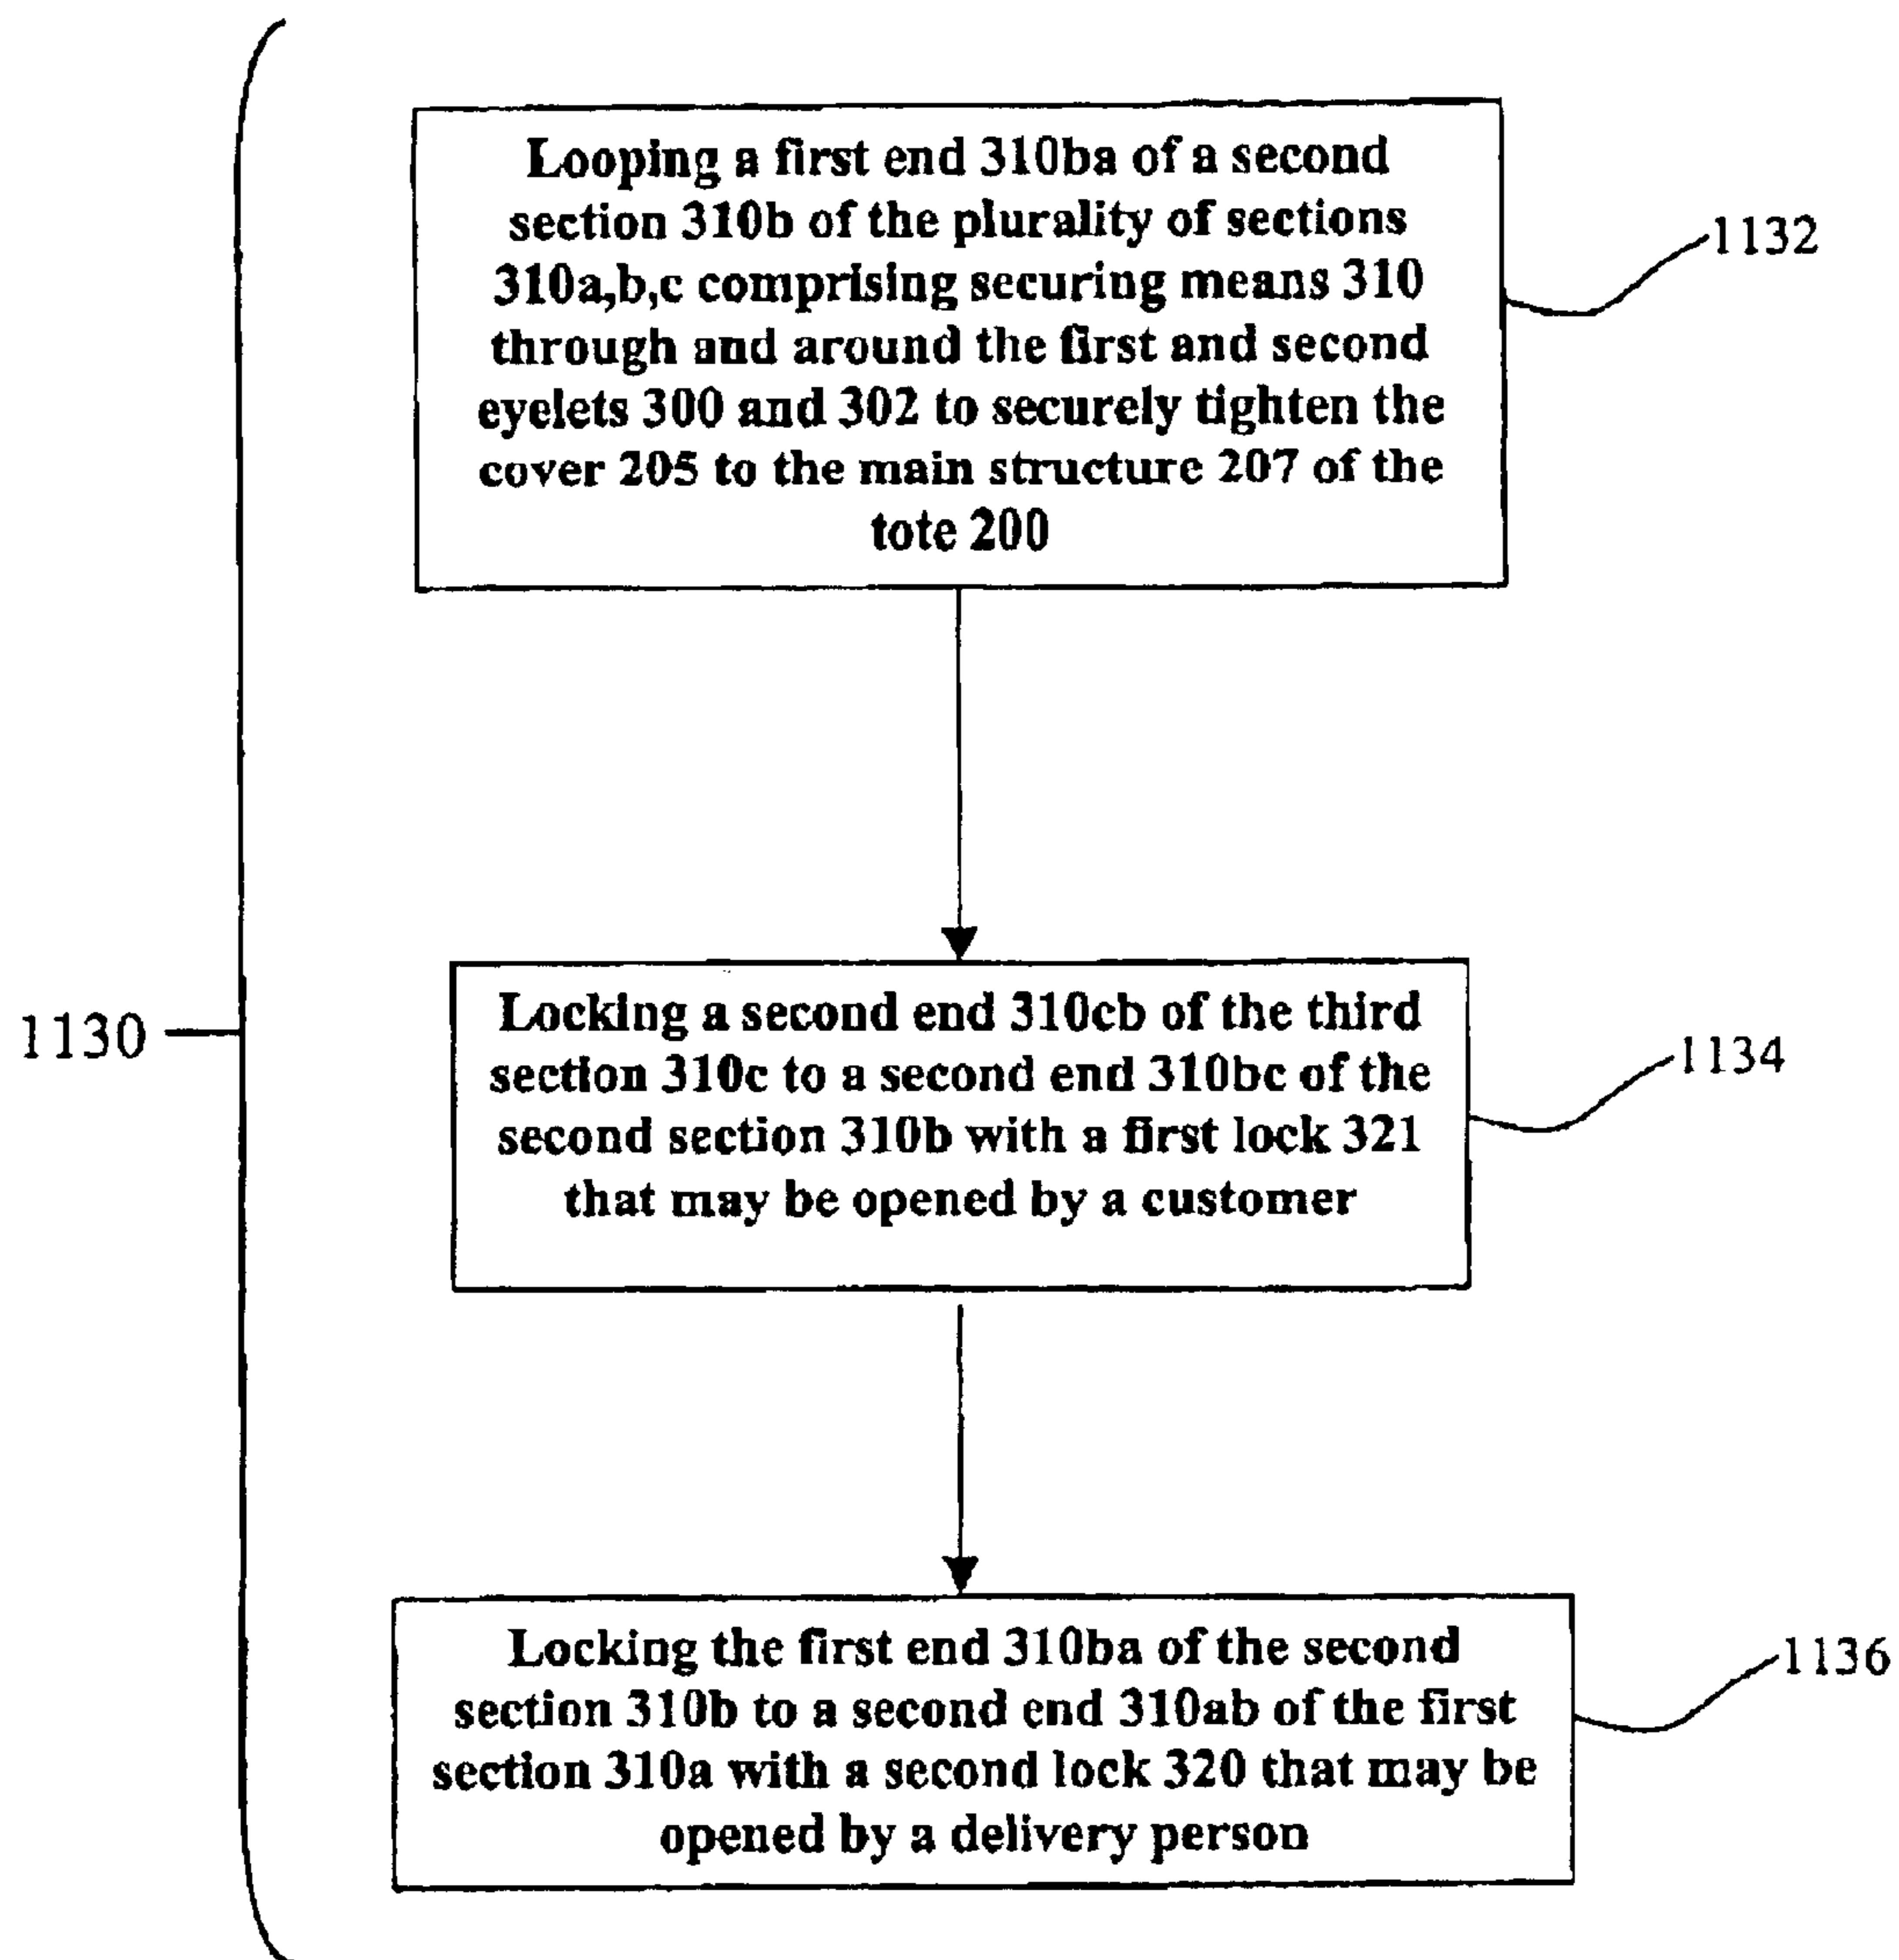 Looping a first end 310ba of a second
section 310b of the plurality of sections
310a,b,c comprising securing means 310
through and around the first and second
eyelets 300 and 302 to securely tighten the
cover 205 to the main structure 207 of the
tote 200
1132
1130
Locking a second end 310cb of the third
section 310c to a second end 310bc of the
second section 310b with a first lock 321
that may be opened by a customer
1134
Locking the first end 310ba of the second
section 310b to a second end 310ab of the first
section 310a with a second lock 320 that may be
opened by a delivery person
1136